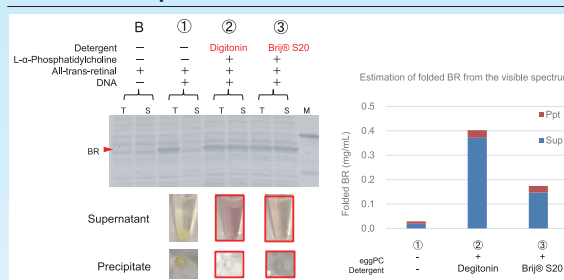 B ① ② ③
Detergent – – Digitonin Brij® S20
L-α-Phosphatidylcholine – – + +
All-trans-retinal + + + +
DNA – + + +
T S T S T S T S M
BR
Supernatant
Precipitate
Estimation of folded BR from the visible spectru
Folded BR (mg/mL)
0.5
0.4
0.3
0.2
0.1
0.0
Ppt
Sup
① ② ③
eggPC - + +
Detergent - Digitonin Brij® S20